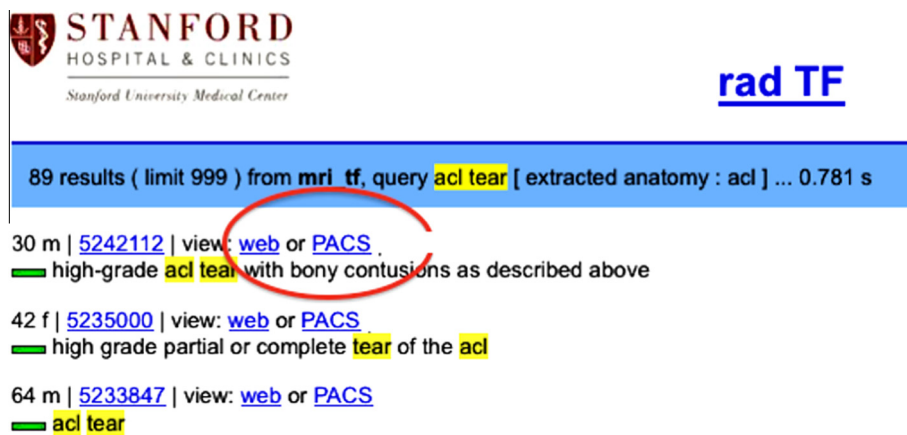 STANFORD
HOSPITAL & CLINICS
Stanford University Medical Center
rad TF
89 results ( limit 999 ) from mri_tf, query acl tear [ extracted anatomy : acl ] ... 0.781 s
30 m | 5242112 | view: web or PACS
high-grade acl tear with bony contusions as described above
42 f | 5235000 | view: web or PACS
high grade partial or complete tear of the acl
64 m | 5233847 | view: web or PACS
acl tear